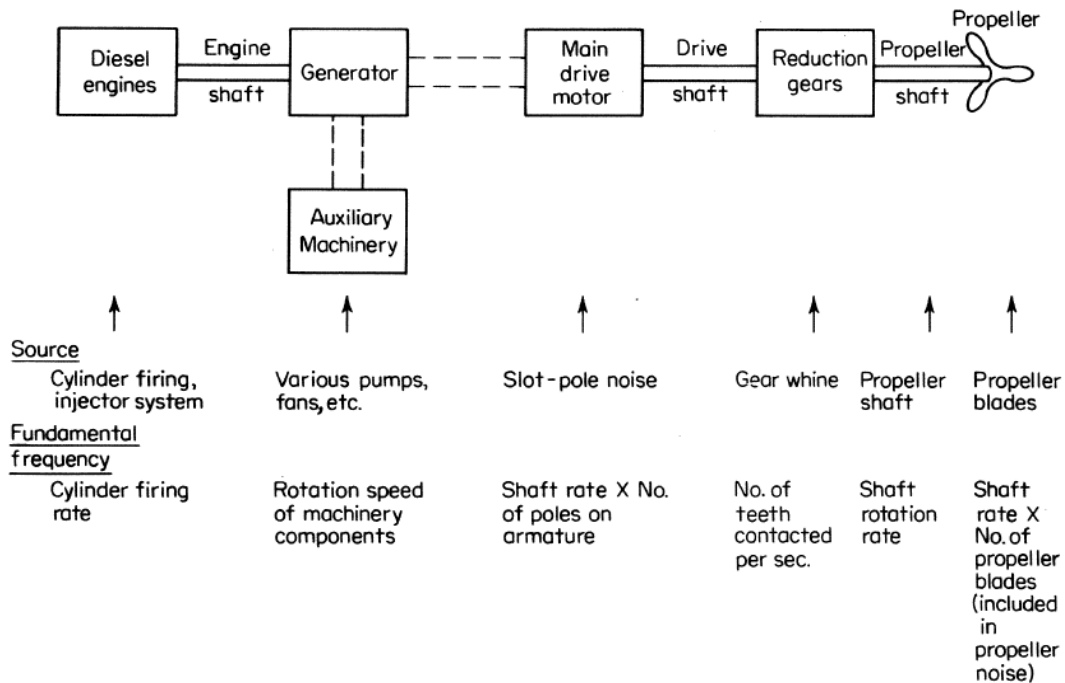 Propeller
Diesel
engines
Engine
shaft
Generator
Main
drive
motor
Drive
shaft
Reduction
gears
Propeller
shaft
Auxiliary
Machinery
Source
Cylinder firing,
injector system
Various pumps,
fans, etc.
Slot-pole noise
Gear whine
Propeller
shaft
Propeller
blades
Fundamental
frequency
Cylinder firing
rate
Rotation speed
of machinery
components
Shaft rate X No.
of poles on
armature
No. of
teeth
contacted
per sec.
Shaft
rotation
rate
Shaft
rate X
No. of
propeller
blades
(included
in
propeller
noise)